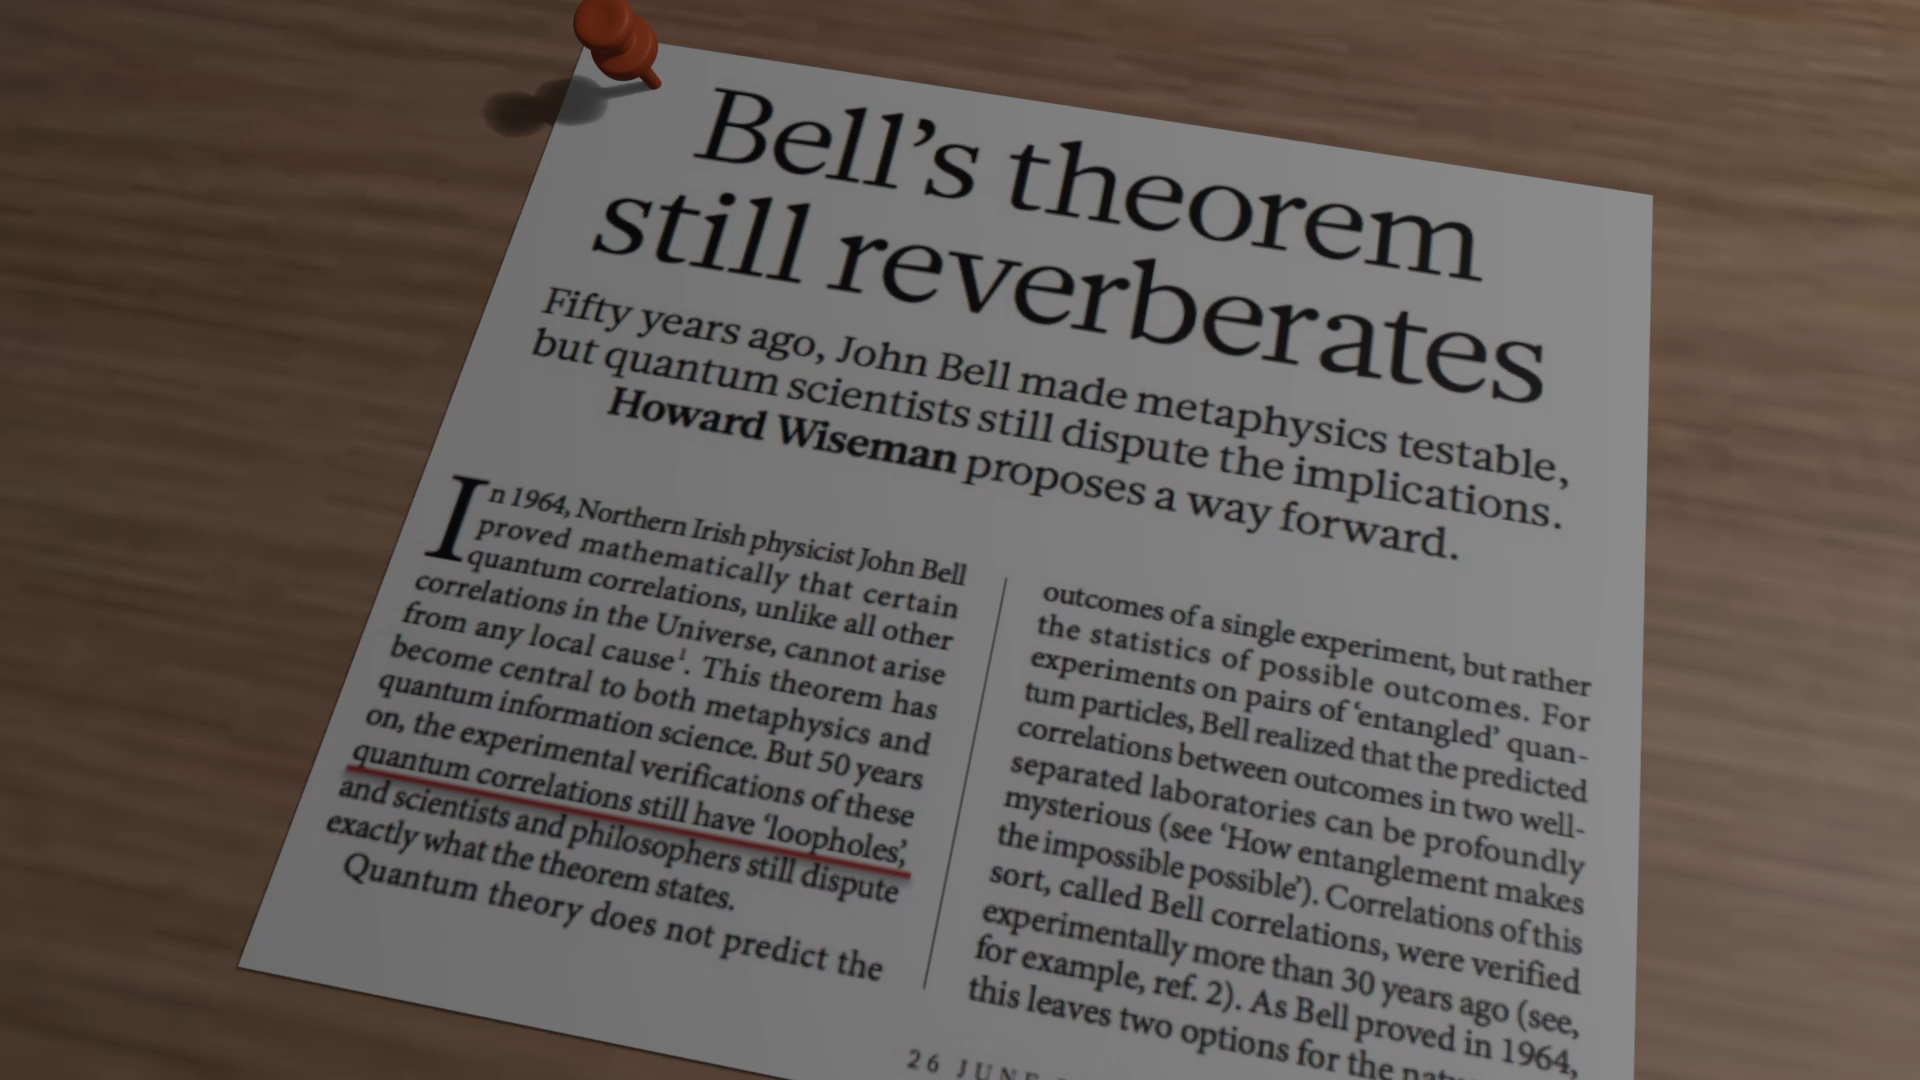 Bell’s theorem
still reverberates
Fifty years ago, John Bell made metaphysics testable,
but quantum scientists still dispute the implications.
Howard Wiseman proposes a way forward.
In 1964, Northern Irish physicist John Bell
proved mathematically that certain
quantum correlations, unlike all other
correlations in the Universe, cannot arise
from any local cause¹. This theorem has
become central to both metaphysics and
quantum information science. But 50 years
on, the experimental verifications of these
quantum correlations still have ‘loopholes’,
and scientists and philosophers still dispute
exactly what the theorem states.
Quantum theory does not predict the
outcomes of a single experiment, but rather
the statistics of possible outcomes. For
experiments on pairs of ‘entangled’ quan-
tum particles, Bell realized that the predicted
correlations between outcomes in two well-
separated laboratories can be profoundly
mysterious (see ‘How entanglement makes
the impossible possible’). Correlations of this
sort, called Bell correlations, were verified
experimentally more than 30 years ago (see,
for example, ref. 2). As Bell proved in 1964,
this leaves two options for the
26 JUNE